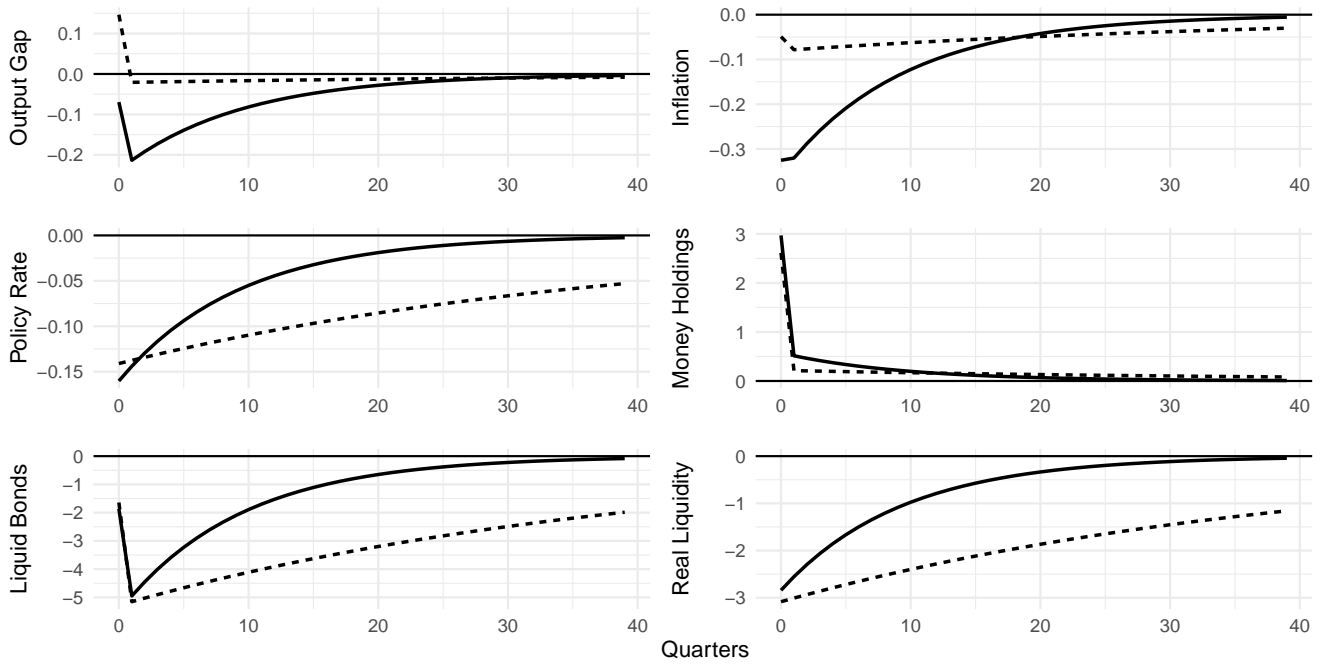 Output Gap
0.1
0.0
−0.1
−0.2
0 10 20 30 40
Inflation
0.0
−0.1
−0.2
−0.3
0 10 20 30 40
Policy Rate
0.00
−0.05
−0.10
−0.15
0 10 20 30 40
Money Holdings
3
2
1
0
0 10 20 30 40
Liquid Bonds
0
−1
−2
−3
−4
−5
0 10 20 30 40
Real Liquidity
0
−1
−2
−3
0 10 20 30 40
Quarters